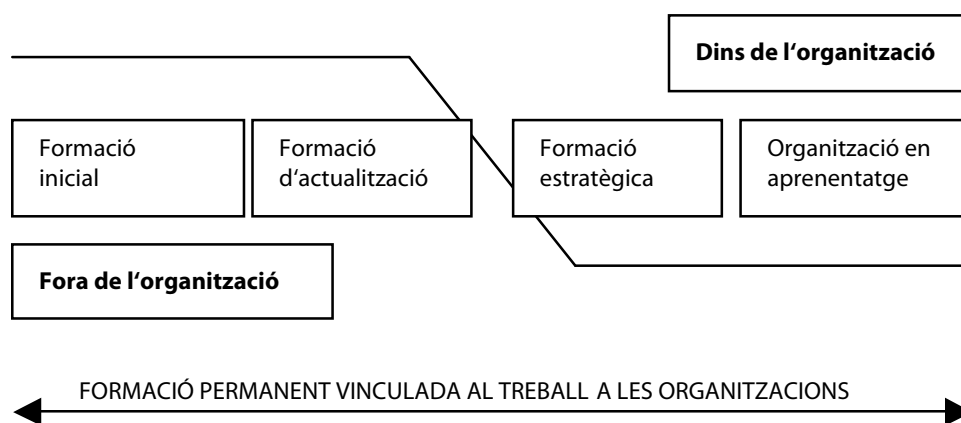 Dins de l‘organització
Formació
inicial
Formació
d‘actualització
Formació
estratègica
Organització en
aprenentatge
Fora de l‘organització
FORMACIÓ PERMANENT VINCULADA AL TREBALL A LES ORGANITZACIONS